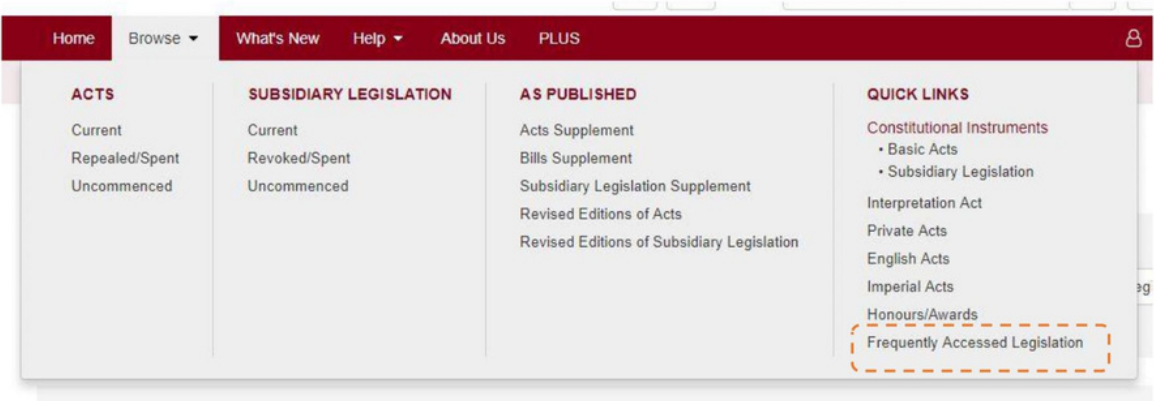 Home Browse What's New Help About Us PLUS
ACTS
Current
Repealed/Spent
Uncommenced
SUBSIDIARY LEGISLATION
Current
Revoked/Spent
Uncommenced
AS PUBLISHED
Acts Supplement
Bills Supplement
Subsidiary Legislation Supplement
Revised Editions of Acts
Revised Editions of Subsidiary Legislation
QUICK LINKS
Constitutional Instruments
• Basic Acts
• Subsidiary Legislation
Interpretation Act
Private Acts
English Acts
Imperial Acts
Honours/Awards
Frequently Accessed Legislation